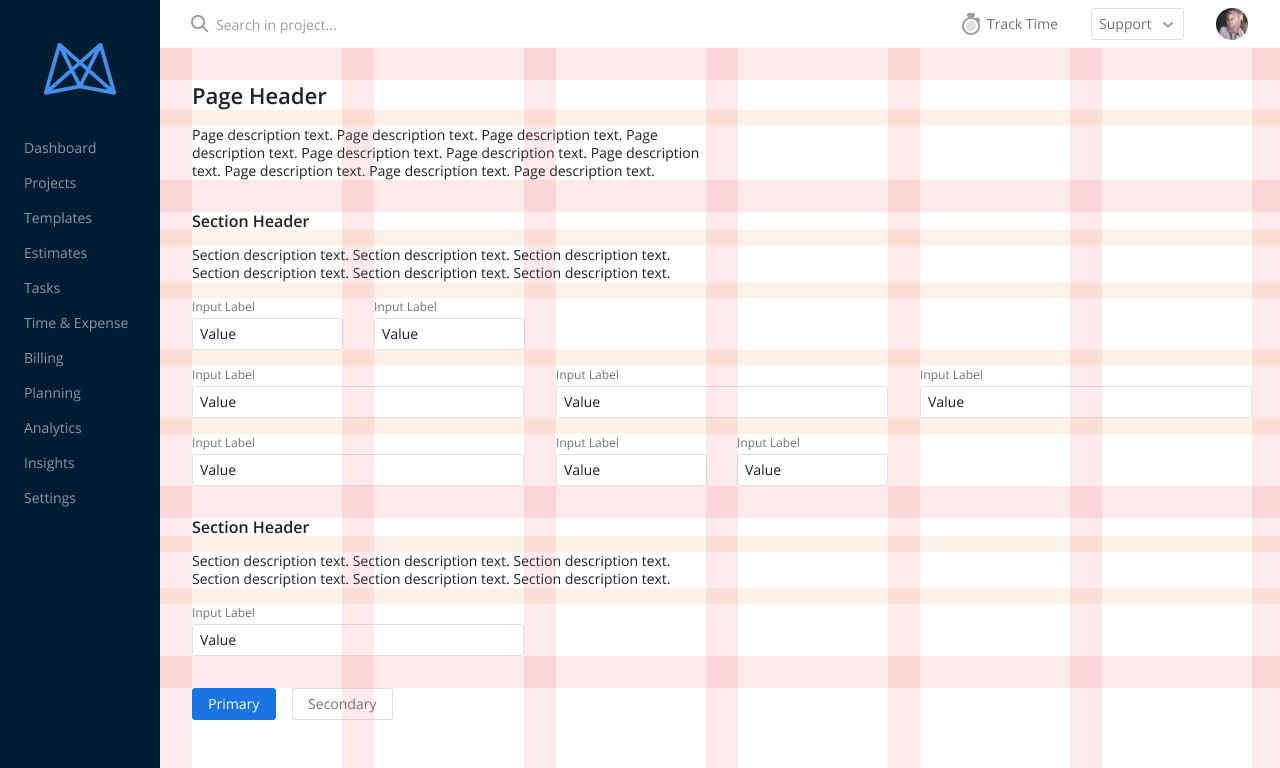 Search in project...
Track Time
Support
Dashboard
Projects
Templates
Estimates
Tasks
Time & Expense
Billing
Planning
Analytics
Insights
Settings
Page Header
Page description text. Page description text. Page description text. Page
description text. Page description text. Page description text. Page description
text. Page description text. Page description text. Page description text.
Section Header
Section description text. Section description text. Section description text.
Section description text. Section description text. Section description text.
Input Label
Input Label
Value
Value
Input Label
Input Label
Input Label
Value
Value
Value
Input Label
Input Label
Input Label
Value
Value
Value
Section Header
Section description text. Section description text. Section description text.
Section description text. Section description text. Section description text.
Input Label
Value
Primary
Secondary